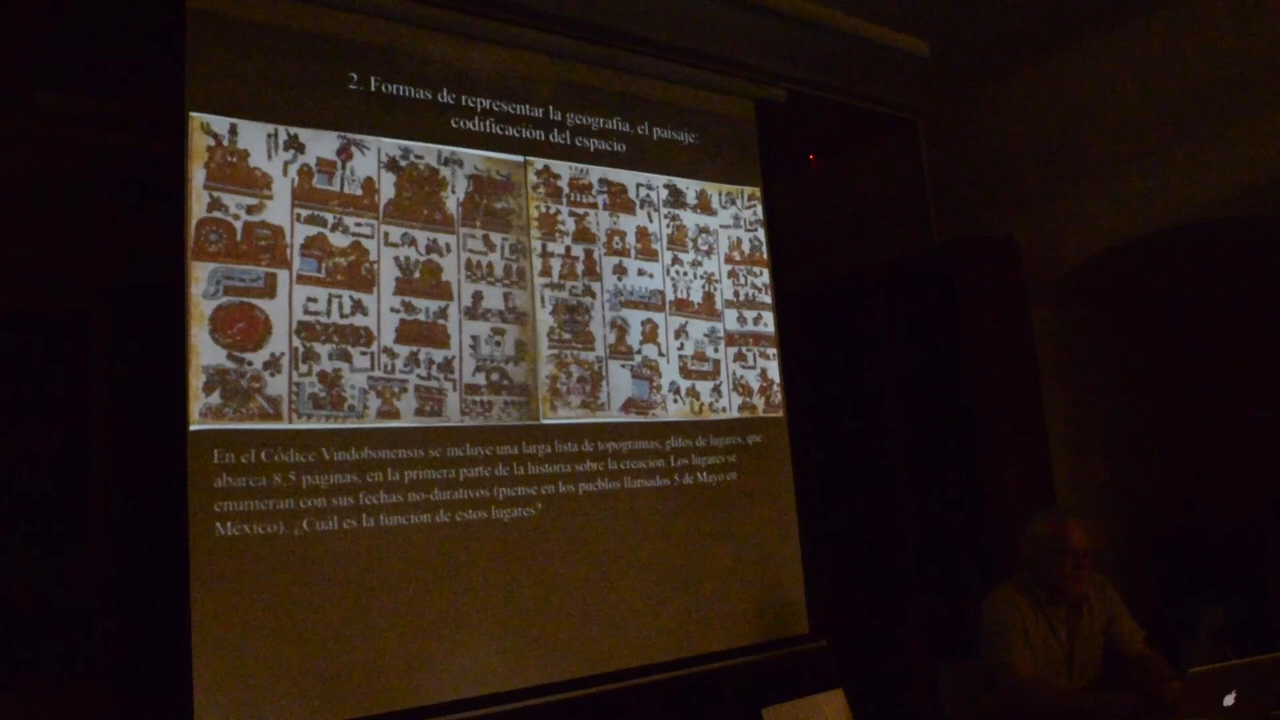 2. Formas de representar la geografía, el paisaje:
codificación del espacio
En el Códice Vindobonensis se incluye una larga lista de topogramas, glifos de lugares, que
abarca 8,5 páginas, en la primera parte de la historia sobre la creación. Los lugares se
enumeran con sus fechas no-durativos (piense en los pueblos llamados 5 de Mayo en
México). ¿Cuál es la función de estos lugares?